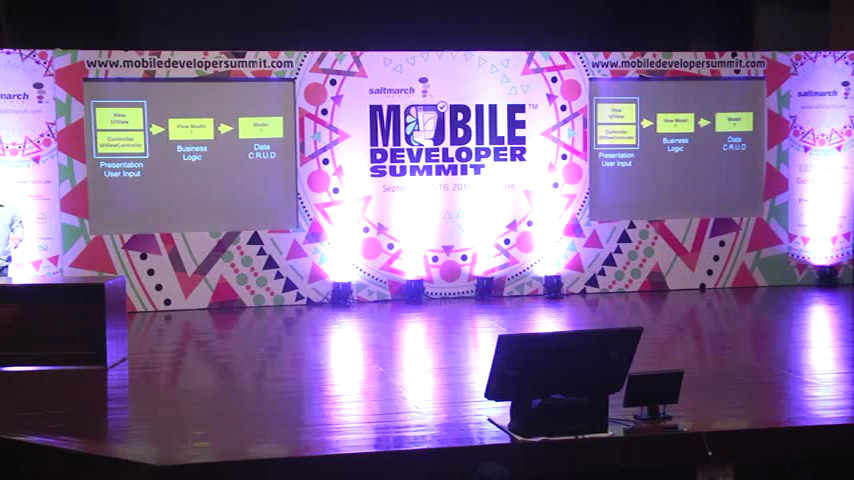 www.mobiledevelopersummit.com
www.mobiledevelopersummit.com
saltmarch
MOBILE™
DEVELOPER
SUMMIT
View
UIView
Controller
UIViewController
Presentation
User Input
View Model
?
Business
Logic
Model
?
Data
C.R.U.D
View
UIView
Controller
UIViewController
Presentation
User Input
View Model
?
Business
Logic
Model
?
Data
C.R.U.D
saltmarch